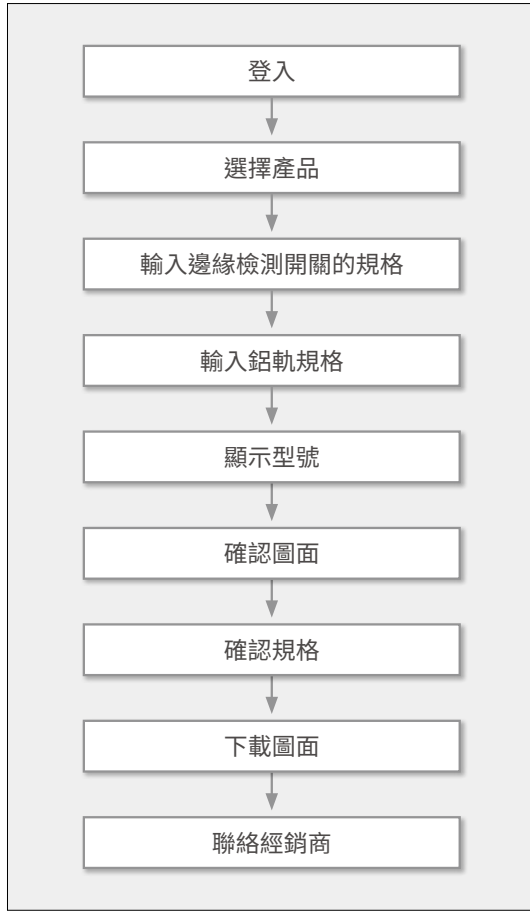 登入
選擇產品
輸入邊緣檢測開關的規格
輸入鋁軌規格
顯示型號
確認圖面
確認規格
下載圖面
聯絡經銷商